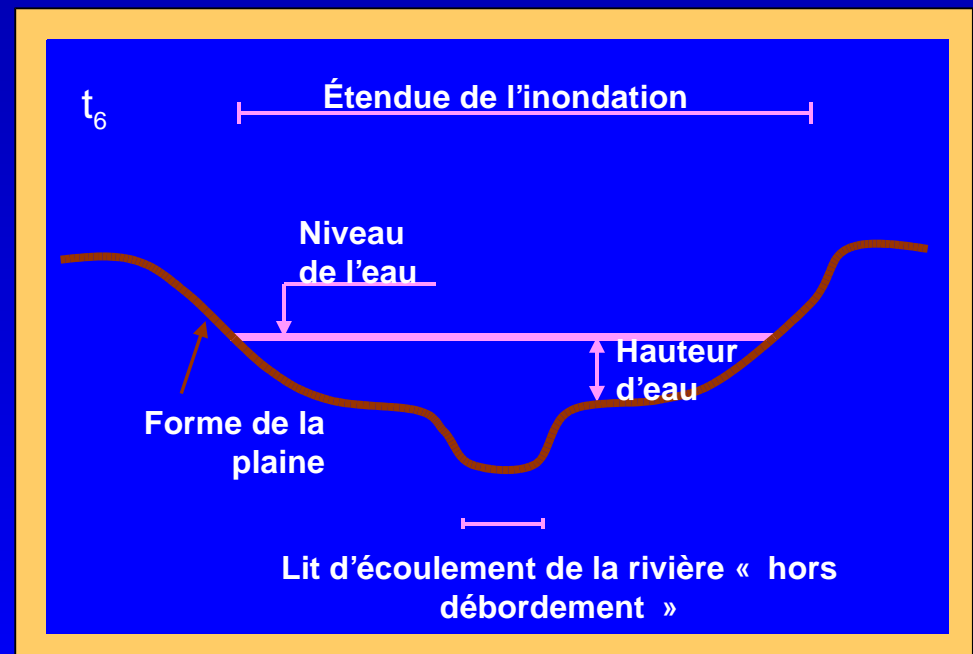 t₆
Étendue de l'inondation
Niveau
de l'eau
Hauteur
d'eau
Forme de la
plaine
Lit d'écoulement de la rivière «  hors
débordement  »